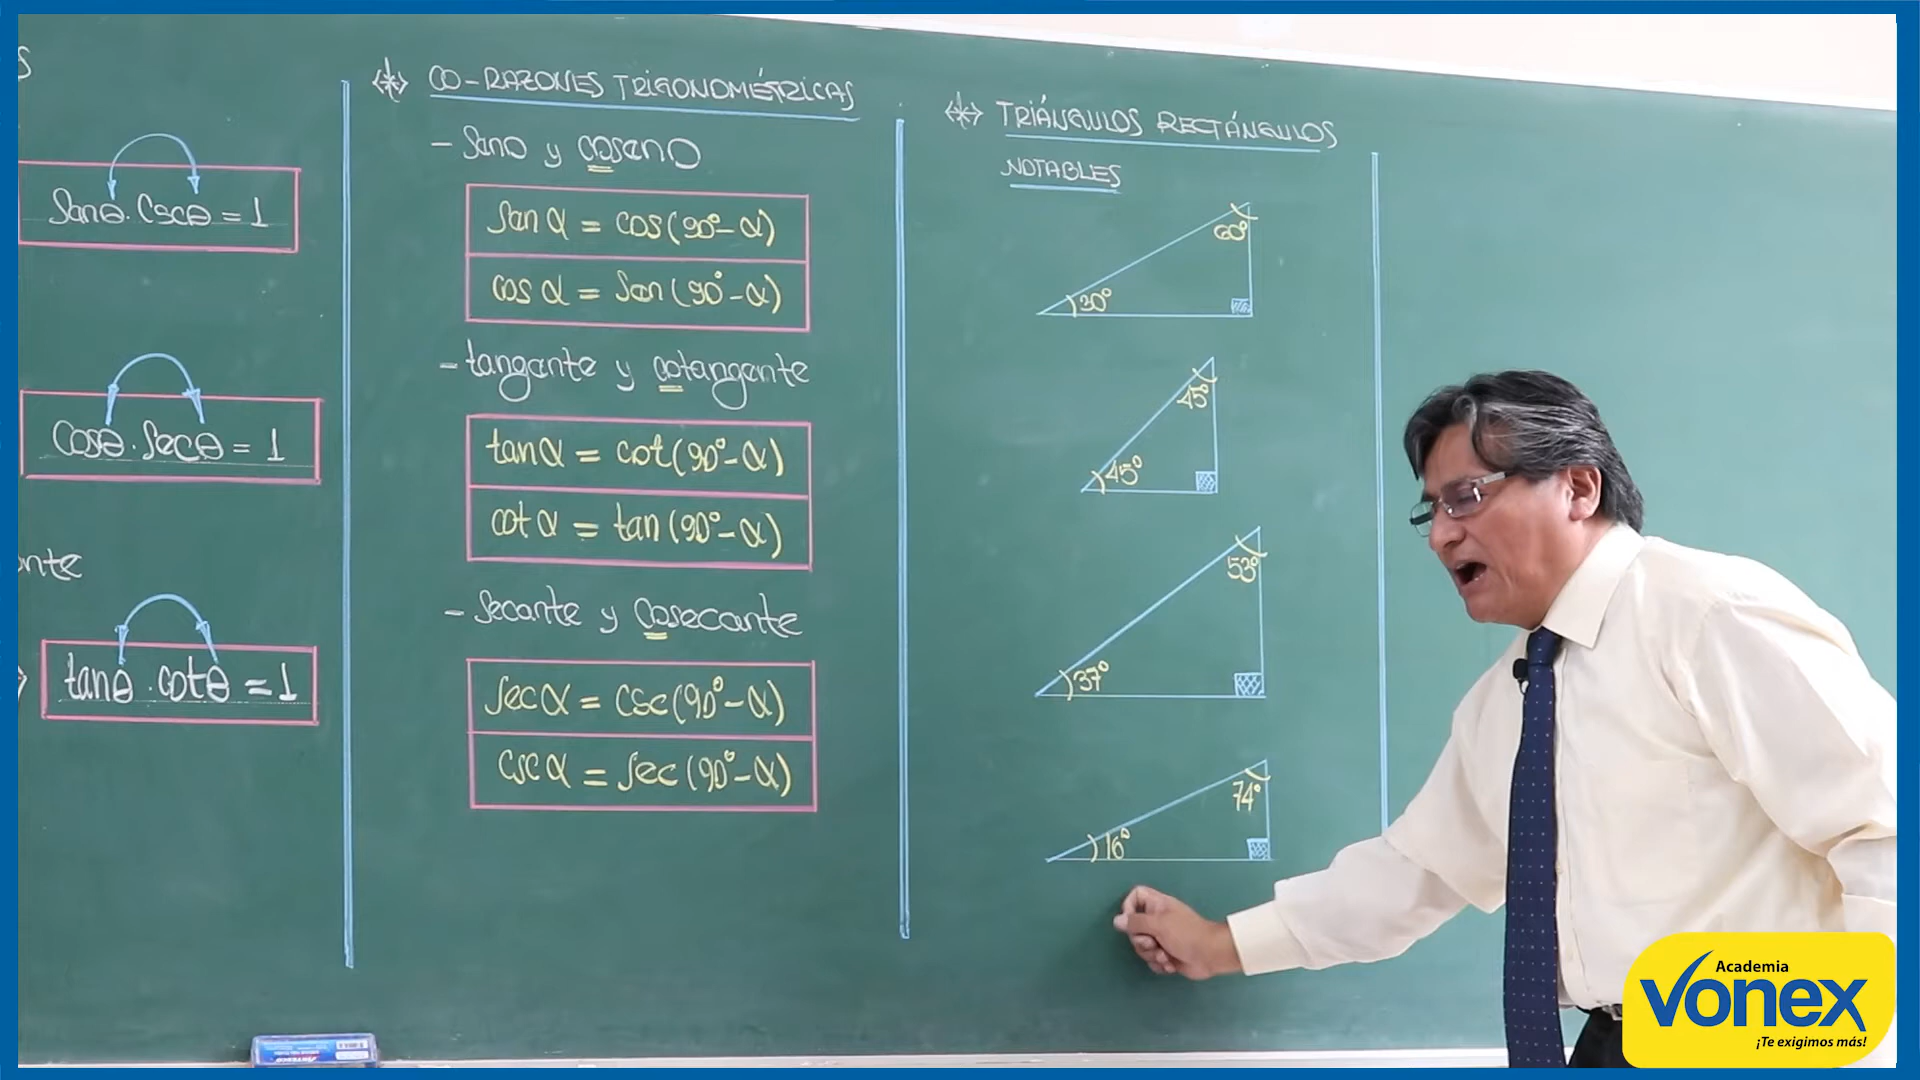 senθ . cscθ = 1
cosθ . secθ = 1
tanθ . cotθ = 1
CO-RAZONES TRIGONOMÉTRICAS
- seno y coseno
sen α = cos (90° - α)
cos α = sen (90° - α)
- tangente y cotangente
tan α = cot (90° - α)
cot α = tan (90° - α)
- secante y cosecante
sec α = csc (90° - α)
csc α = sec (90° - α)
TRIÁNGULOS RECTÁNGULOS
NOTABLES
60°
30°
45°
45°
53°
37°
74°
16°
Academia
Vonex
¡Te exigimos más!